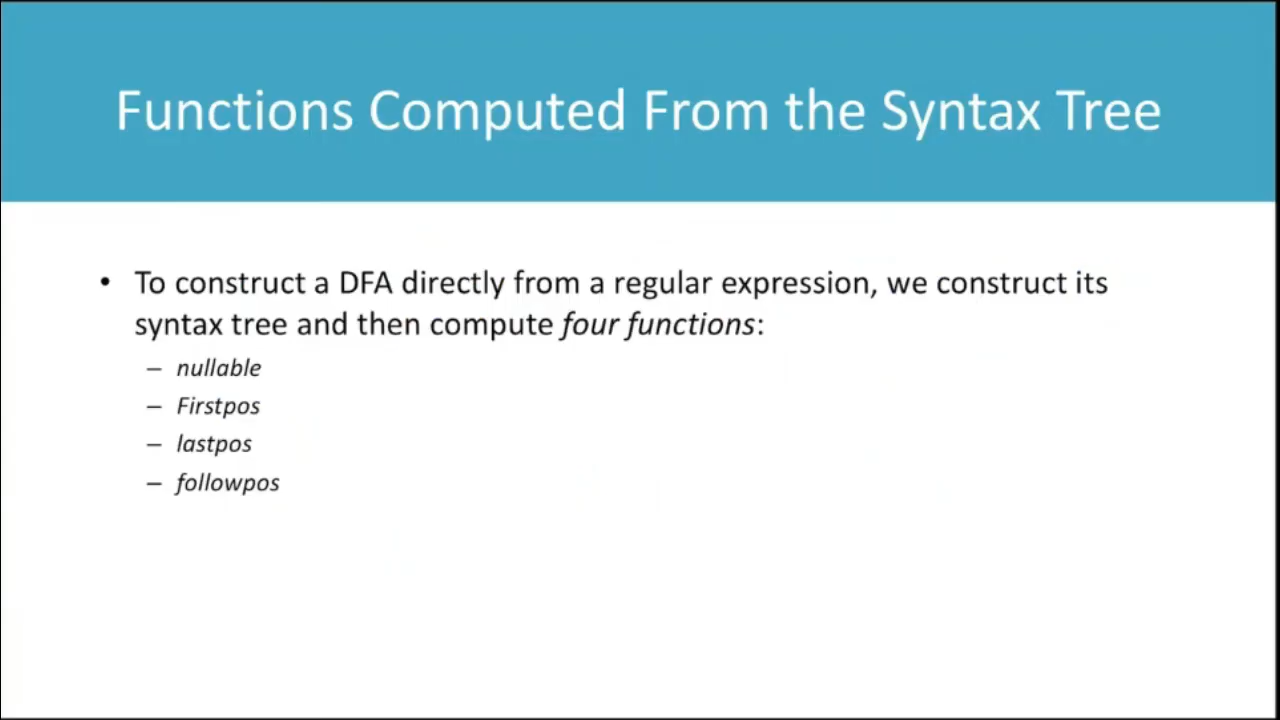 Functions Computed From the Syntax Tree
• To construct a DFA directly from a regular expression, we construct its
syntax tree and then compute four functions:
– nullable
– Firstpos
– lastpos
– followpos